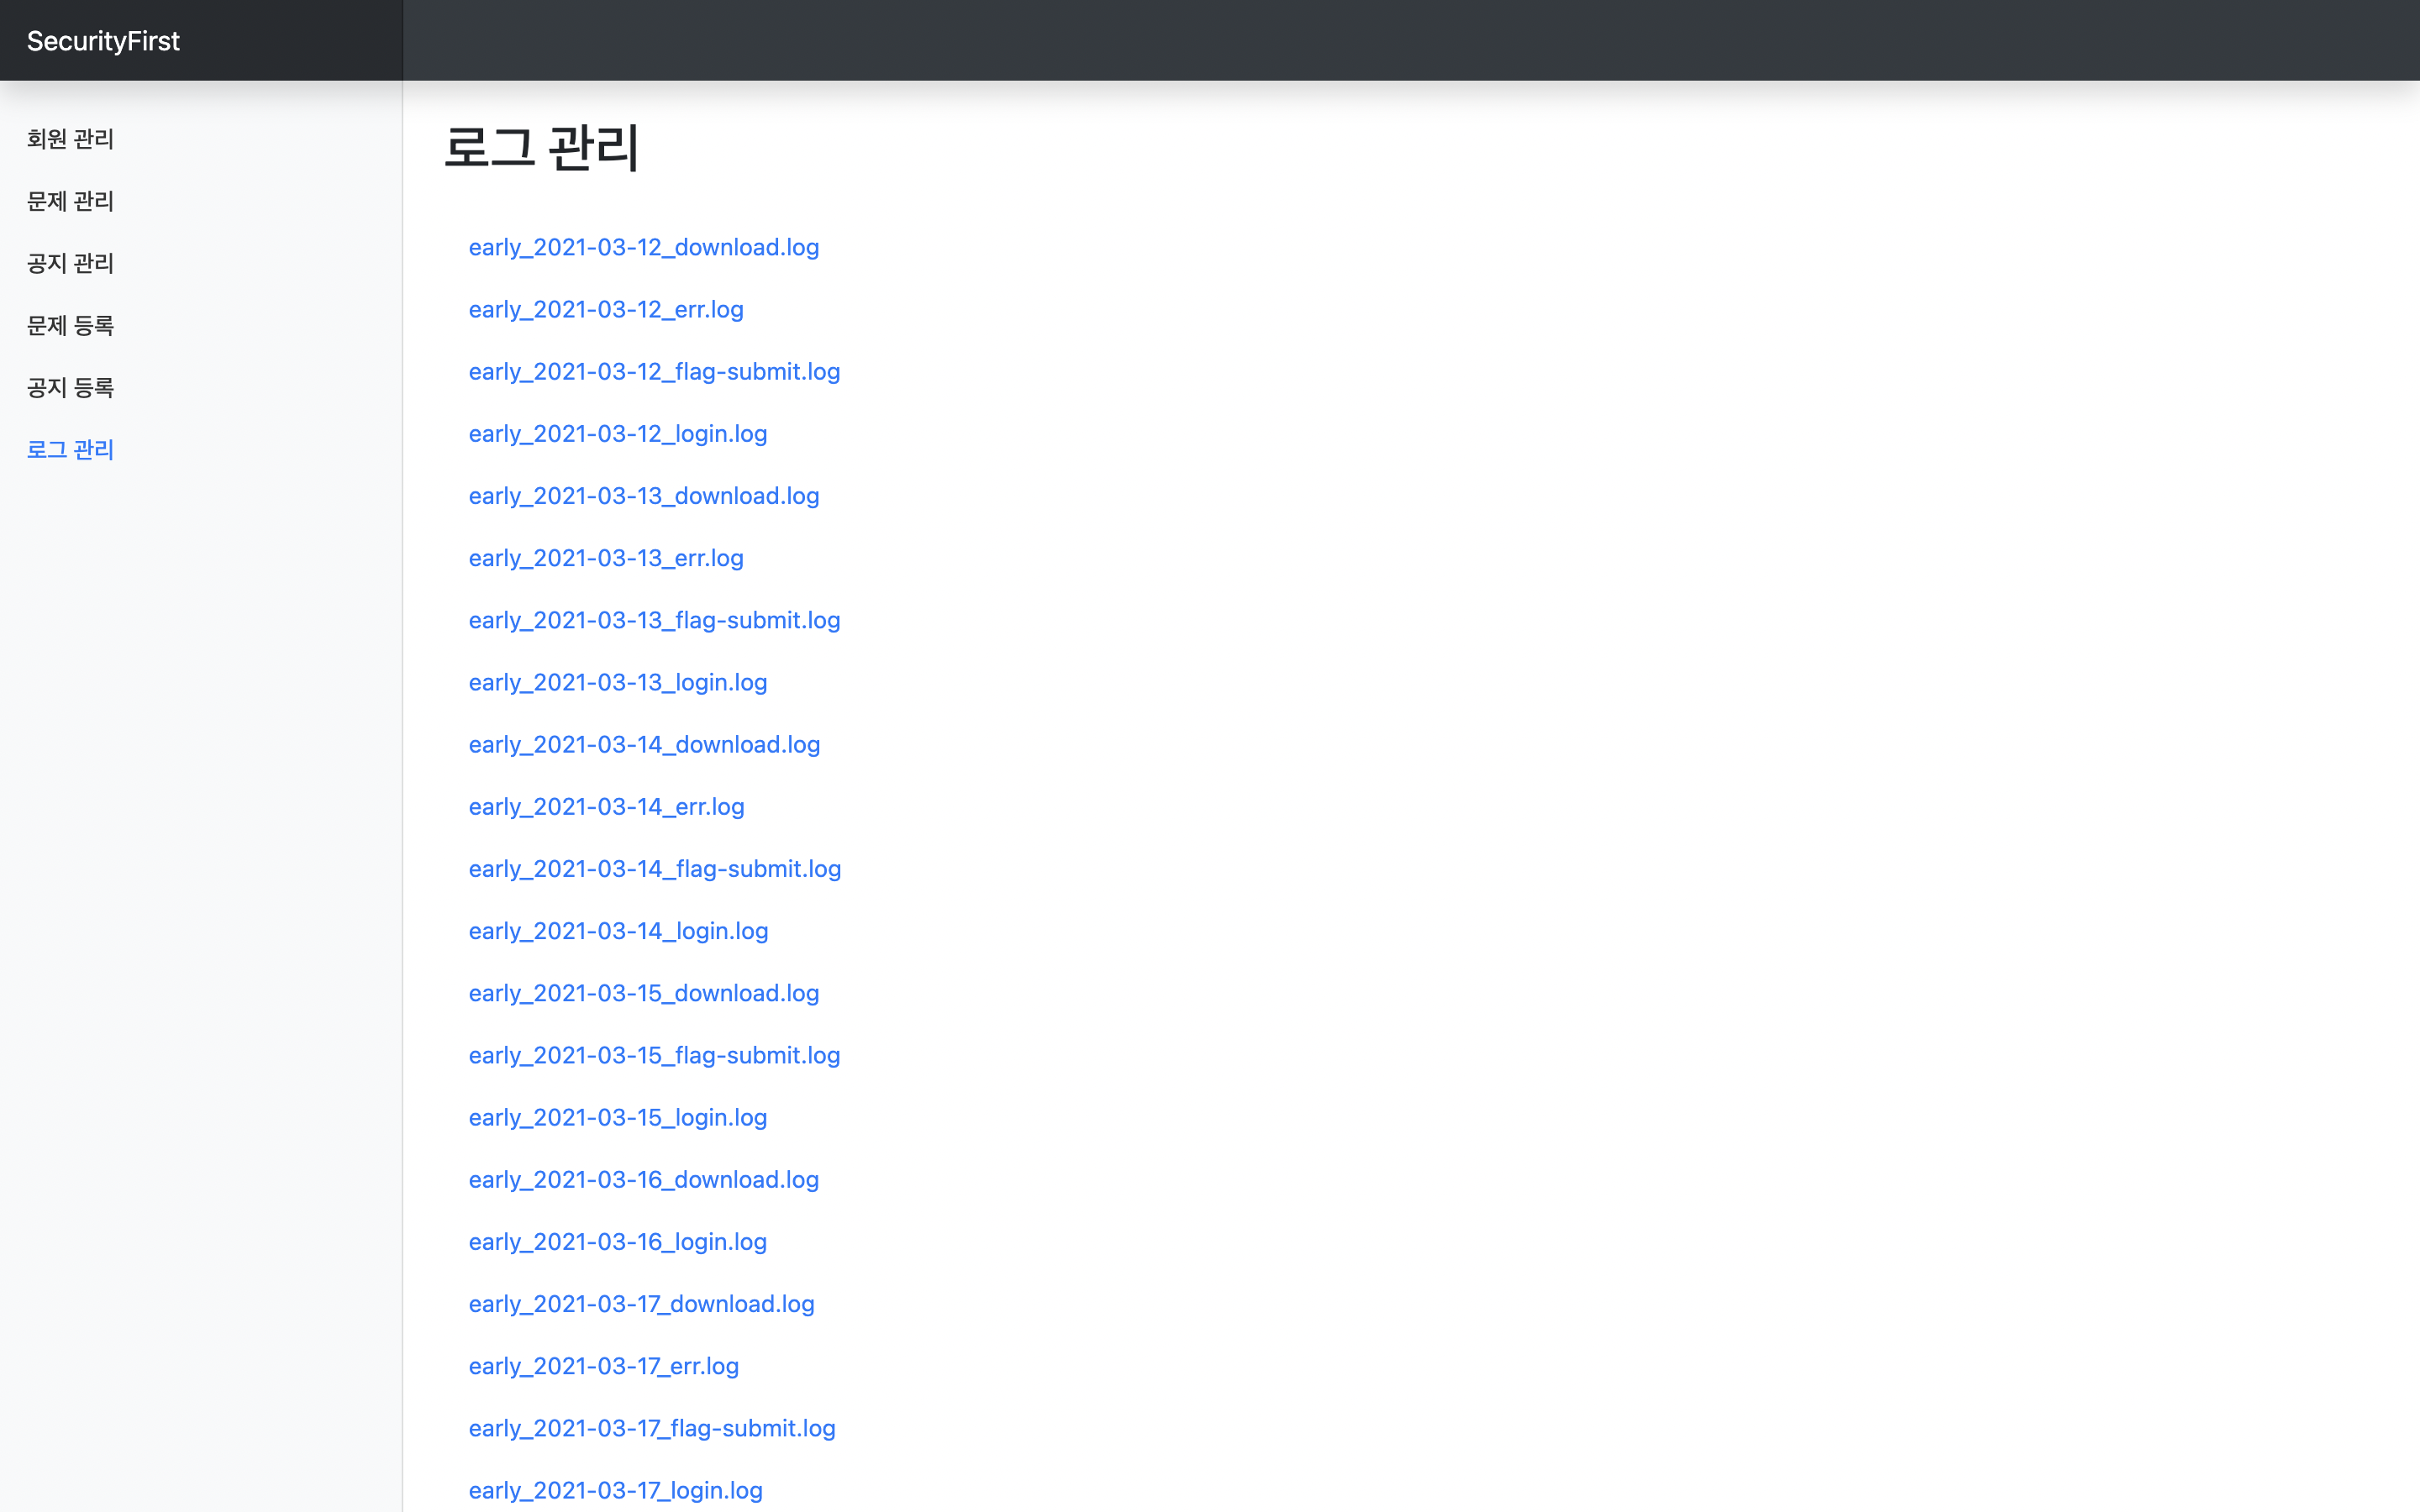 SecurityFirst
회원 관리
문제 관리
공지 관리
문제 등록
공지 등록
로그 관리
로그 관리
early_2021-03-12_download.log
early_2021-03-12_err.log
early_2021-03-12_flag-submit.log
early_2021-03-12_login.log
early_2021-03-13_download.log
early_2021-03-13_err.log
early_2021-03-13_flag-submit.log
early_2021-03-13_login.log
early_2021-03-14_download.log
early_2021-03-14_err.log
early_2021-03-14_flag-submit.log
early_2021-03-14_login.log
early_2021-03-15_download.log
early_2021-03-15_flag-submit.log
early_2021-03-15_login.log
early_2021-03-16_download.log
early_2021-03-16_login.log
early_2021-03-17_download.log
early_2021-03-17_err.log
early_2021-03-17_flag-submit.log
early_2021-03-17_login.log